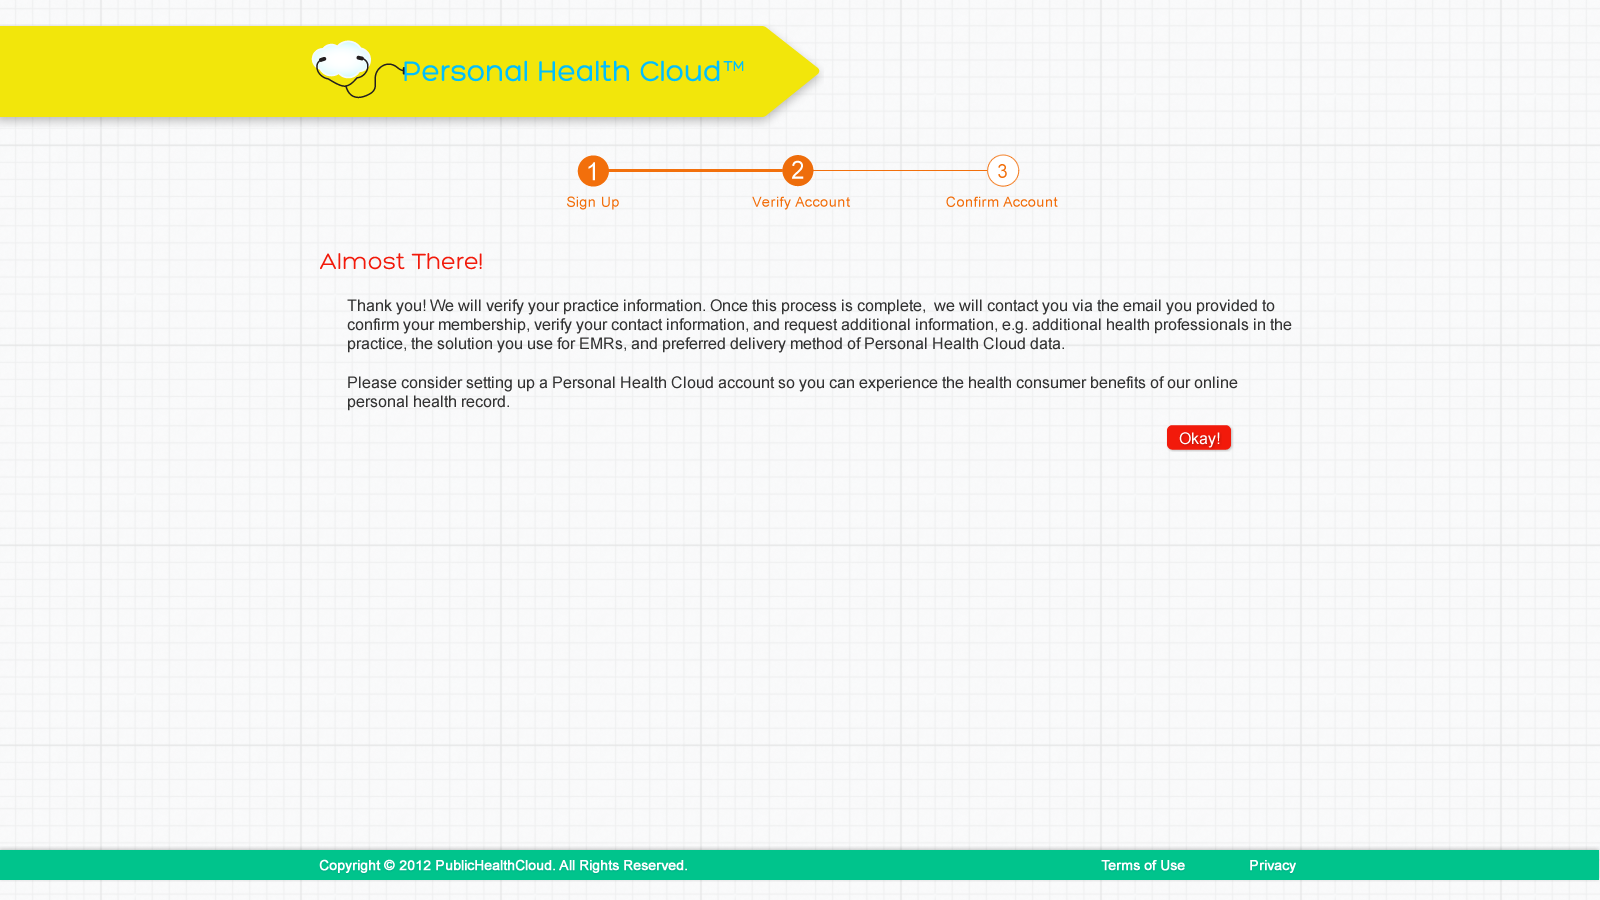 Personal Health Cloud™
1 2 3
Sign Up Verify Account Confirm Account
Almost There!
Thank you! We will verify your practice information. Once this process is complete,  we will contact you via the email you provided to
confirm your membership, verify your contact information, and request additional information, e.g. additional health professionals in the
practice, the solution you use for EMRs, and preferred delivery method of Personal Health Cloud data.
Please consider setting up a Personal Health Cloud account so you can experience the health consumer benefits of our online
personal health record.
Okay!
Copyright © 2012 PublicHealthCloud. All Rights Reserved. Terms of Use Privacy